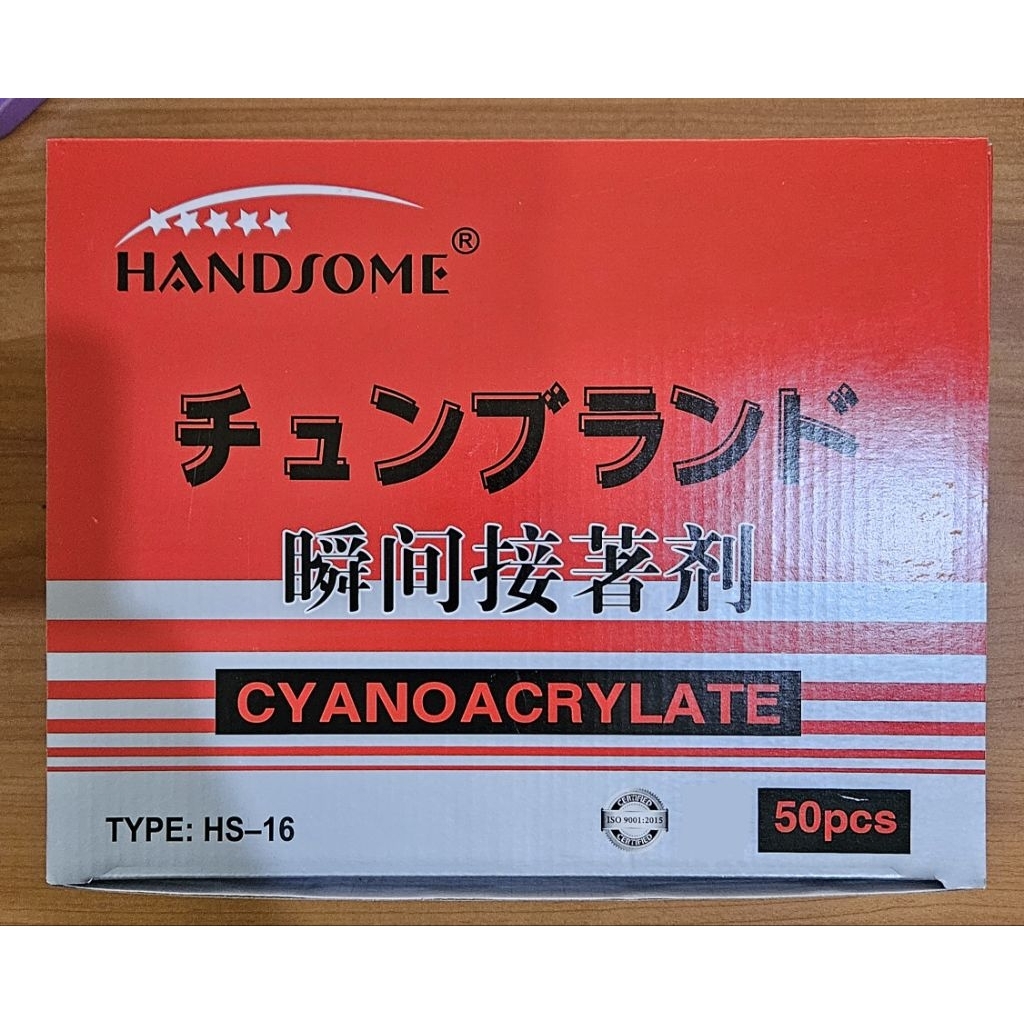 HANDSOME®
チュンブランド
瞬间接著剤
CYANOACRYLATE
TYPE: HS–16
CERTIFIED
ISO 9001:2015
CERTIFIED
50pcs